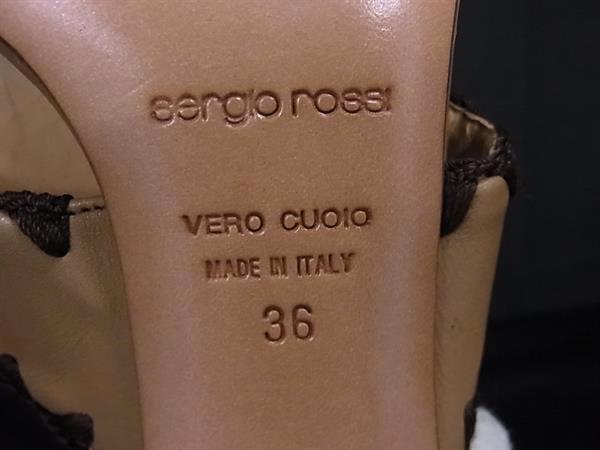 sergio rossi
VERO CUOIO
MADE IN ITALY
36